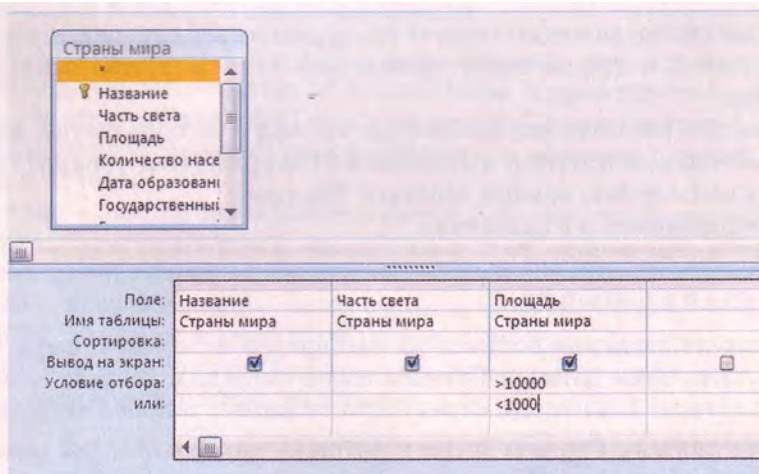 Страны мира
*
Название
Часть света
Площадь
Количество насе
Дата образован
Государственны
Поле: Название Часть света Площадь
Имя таблицы: Страны мира Страны мира Страны мира
Сортировка:
Вывод на экран:
Условие отбора: >10000
или: <1000